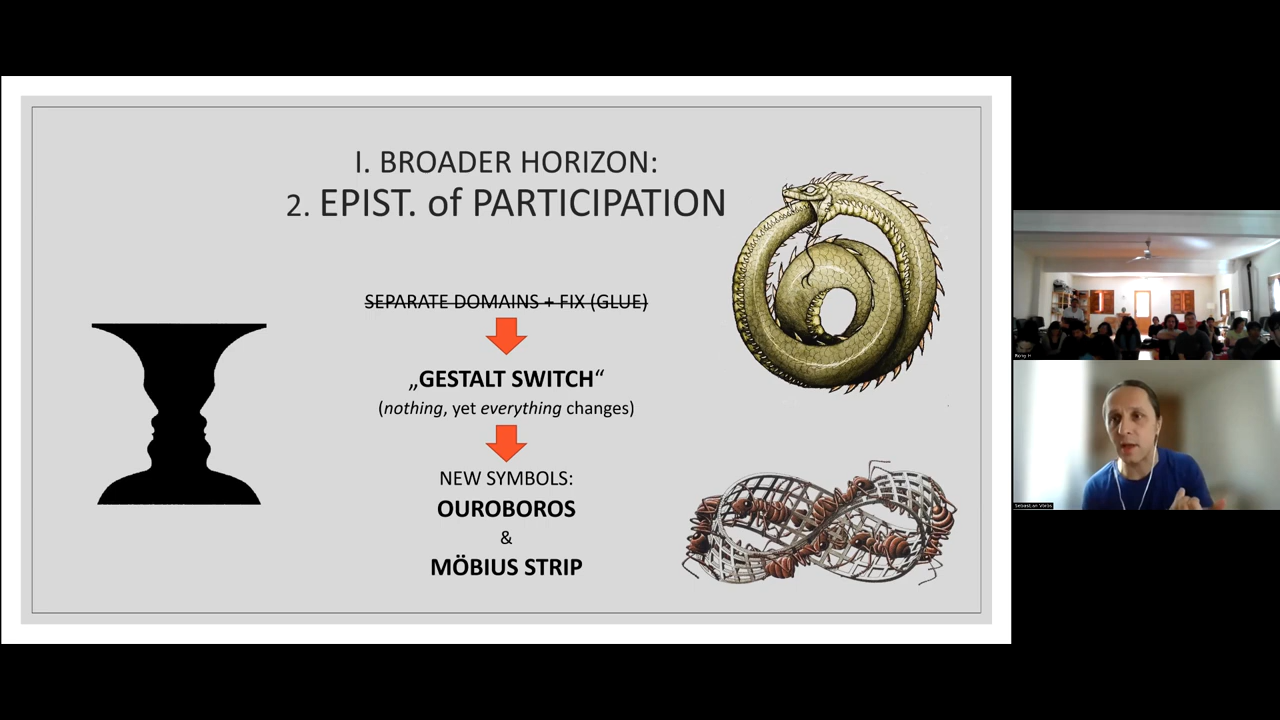 I. BROADER HORIZON:
2. EPIST. of PARTICIPATION
SEPARATE DOMAINS + FIX (GLUE)
„GESTALT SWITCH“
(nothing, yet everything changes)
NEW SYMBOLS:
OUROBOROS
&
MÖBIUS STRIP